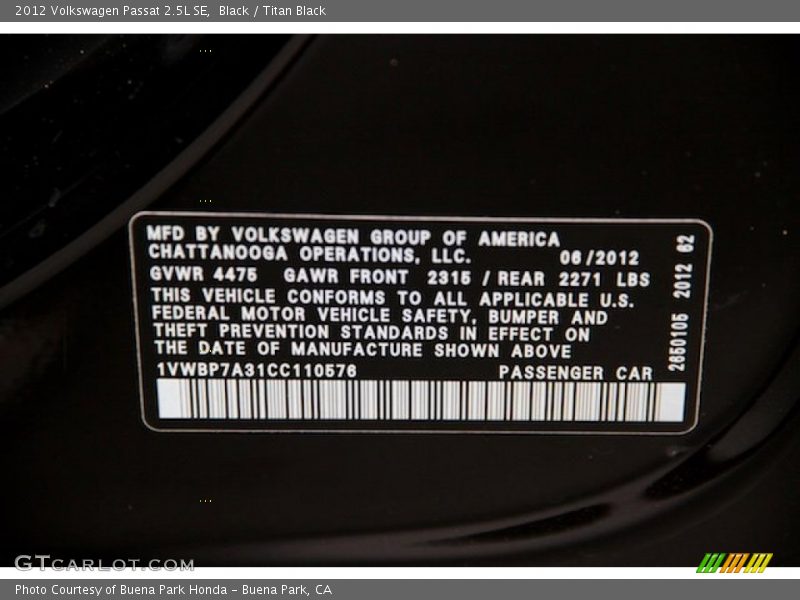 2012 Volkswagen Passat 2.5L SE, Black / Titan Black
MFD BY VOLKSWAGEN GROUP OF AMERICA
CHATTANOOGA OPERATIONS, LLC. 06/2012
GVWR 4475 GAWR FRONT 2315 / REAR 2271 LBS
THIS VEHICLE CONFORMS TO ALL APPLICABLE U.S.
FEDERAL MOTOR VEHICLE SAFETY, BUMPER AND
THEFT PREVENTION STANDARDS IN EFFECT ON
THE DATE OF MANUFACTURE SHOWN ABOVE
1VWBP7A31CC110576 PASSENGER CAR
2650105 2012 62
GTCARLOT.COM
Photo Courtesy of Buena Park Honda - Buena Park, CA